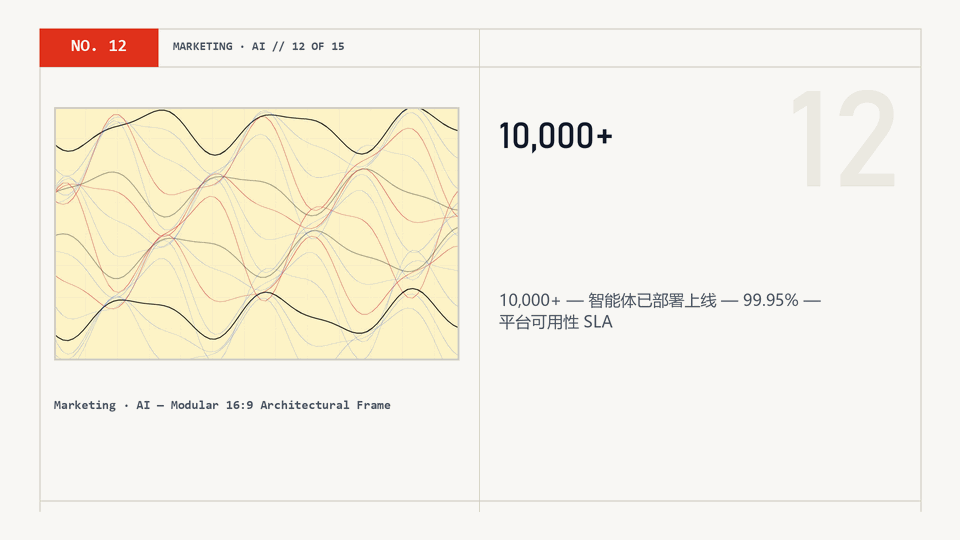 NO. 12
MARKETING · AI // 12 OF 15
12
10,000+
10,000+ — 智能体已部署上线 — 99.95% —
平台可用性 SLA
Marketing · AI — Modular 16:9 Architectural Frame